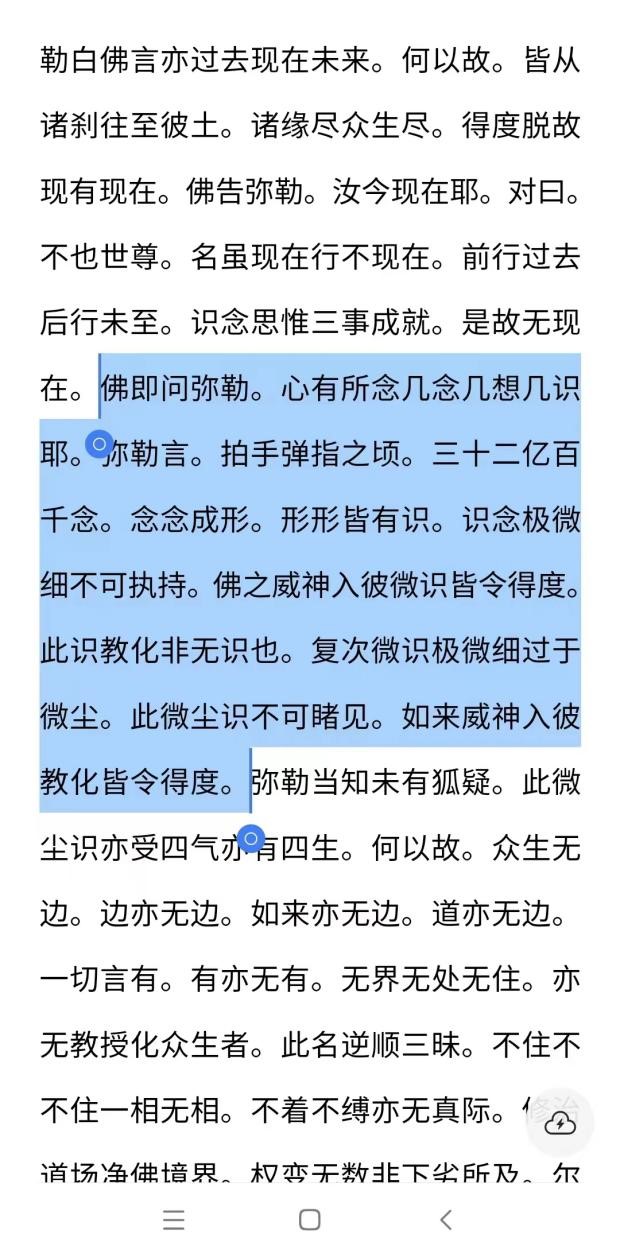 勒白佛言亦过去现在未来。何以故。皆从
诸刹往至彼土。诸缘尽众生尽。得度脱故
现有现在。佛告弥勒。汝今现在耶。对曰。
不也世尊。名虽现在行不现在。前行过去
后行未至。识念思惟三事成就。是故无现
在。佛即问弥勒。心有所念几念几想几识
耶。弥勒言。拍手弹指之顷。三十二亿百
千念。念念成形。形形皆有识。识念极微
细不可执持。佛之威神入彼微识皆令得度。
此识教化非无识也。复次微识极微细过于
微尘。此微尘识不可睹见。如来威神入彼
教化皆令得度。弥勒当知未有狐疑。此微
尘识亦受四气亦有四生。何以故。众生无
边。边亦无边。如来亦无边。道亦无边。
一切言有。有亦无有。无界无处无住。亦
无教授化众生者。此名逆顺三昧。不住不
不住一相无相。不着不缚亦无真际。修治
道场净佛境界。权变无数非下劣所及。尔